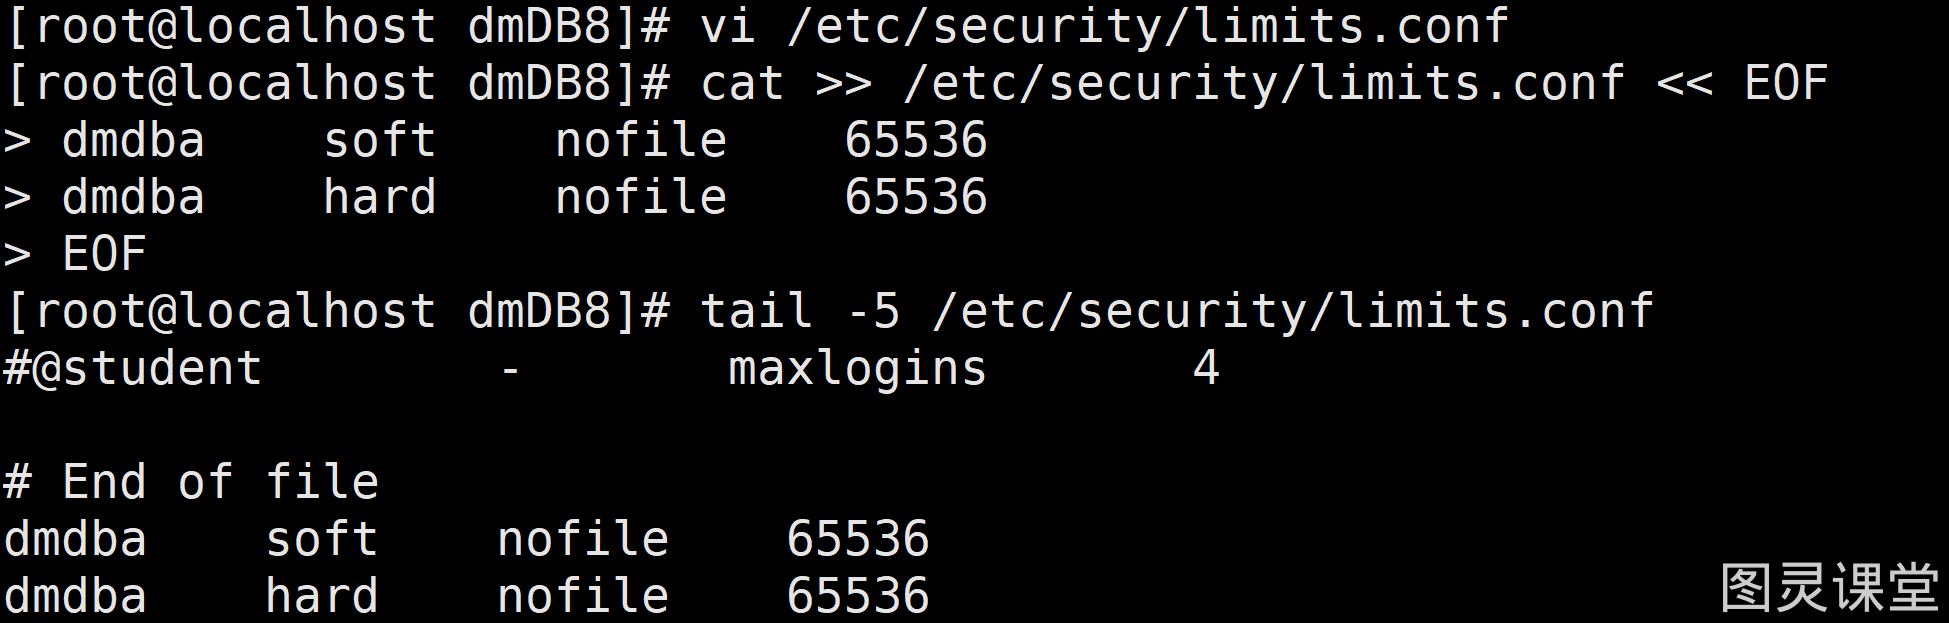 [root@localhost dmDB8]# vi /etc/security/limits.conf
[root@localhost dmDB8]# cat >> /etc/security/limits.conf << EOF
> dmdba    soft    nofile    65536
> dmdba    hard    nofile    65536
> EOF
[root@localhost dmDB8]# tail -5 /etc/security/limits.conf
#@student        -       maxlogins       4

# End of file
dmdba    soft    nofile    65536
dmdba    hard    nofile    65536
图灵课堂